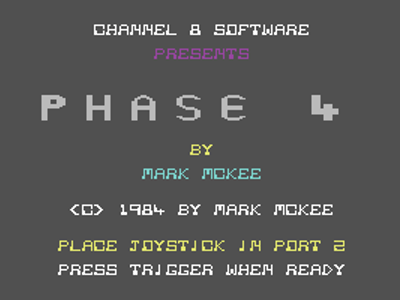 CHANNEL 8 SOFTWARE
PRESENTS
PHASE 4
BY
MARK MCKEE
<C> 1984 BY MARK MCKEE
PLACE JOYSTICK IN PORT 2
PRESS TRIGGER WHEN READY